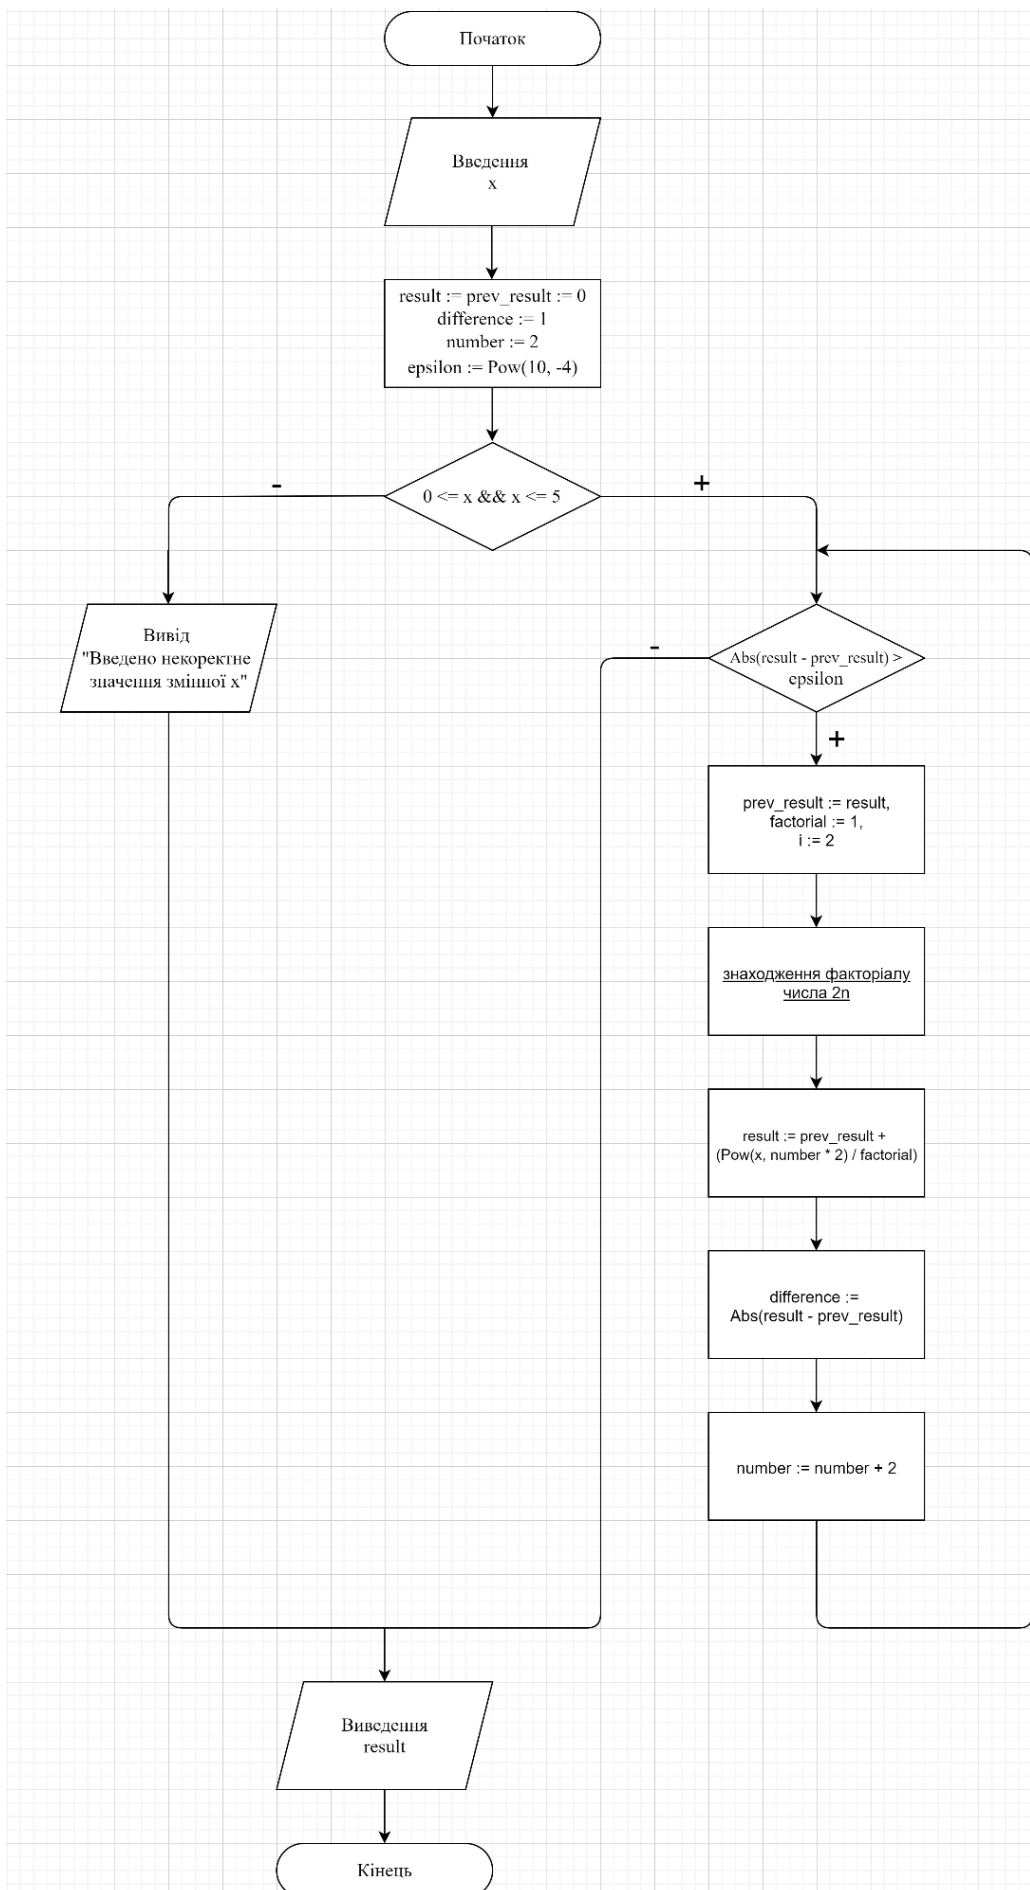 Початок
Введення
x
result := prev_result := 0
difference := 1
number := 2
epsilon := Pow(10, -4)
-
0 <= x && x <= 5
+
Вивід
"Введено некоректне
значення змінної x"
-
Abs(result - prev_result) >
epsilon
+
prev_result := result,
factorial := 1,
i := 2
знаходження факторіалу
числа 2n
result := prev_result +
(Pow(x, number * 2) / factorial)
difference :=
Abs(result - prev_result)
number := number + 2
Виведення
result
Кінець